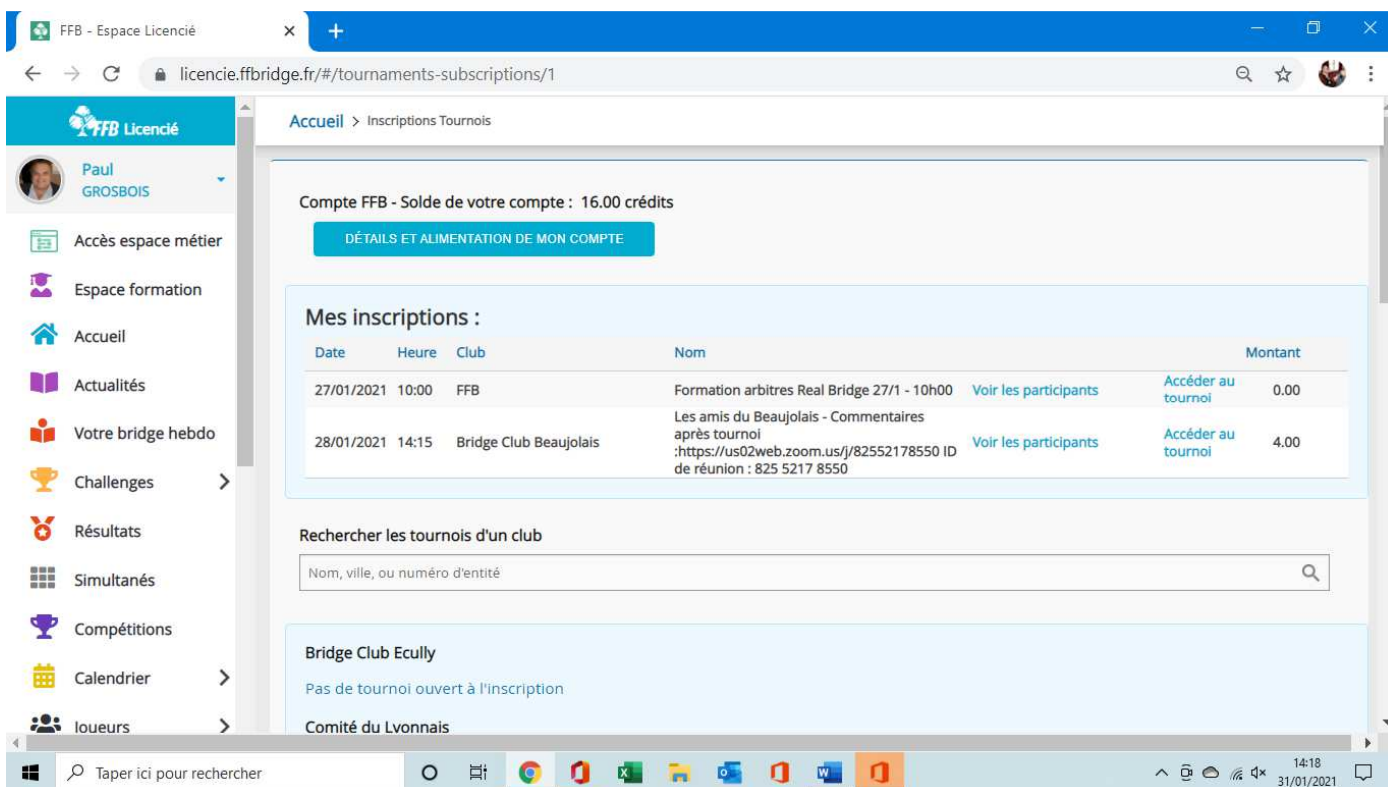 FFB - Espace Licencié
licencie.ffbridge.fr/#/tournaments-subscriptions/1
FFB Licencié
Paul
GROSBOIS
Accès espace métier
Espace formation
Accueil
Actualités
Votre bridge hebdo
Challenges
Résultats
Simultanés
Compétitions
Calendrier
Joueurs
Accueil > Inscriptions Tournois
Compte FFB - Solde de votre compte : 16.00 crédits
DÉTAILS ET ALIMENTATION DE MON COMPTE
Mes inscriptions :
Date Heure Club Nom Montant
27/01/2021 10:00 FFB Formation arbitres Real Bridge 27/1 - 10h00 Voir les participants Accéder au tournoi 0.00
28/01/2021 14:15 Bridge Club Beaujolais Les amis du Beaujolais - Commentaires
après tournoi
:https://us02web.zoom.us/j/82552178550 ID
de réunion : 825 5217 8550 Voir les participants Accéder au tournoi 4.00
Rechercher les tournois d'un club
Nom, ville, ou numéro d'entité
Bridge Club Ecully
Pas de tournoi ouvert à l'inscription
Comité du Lyonnais
Taper ici pour rechercher
14:18
31/01/2021